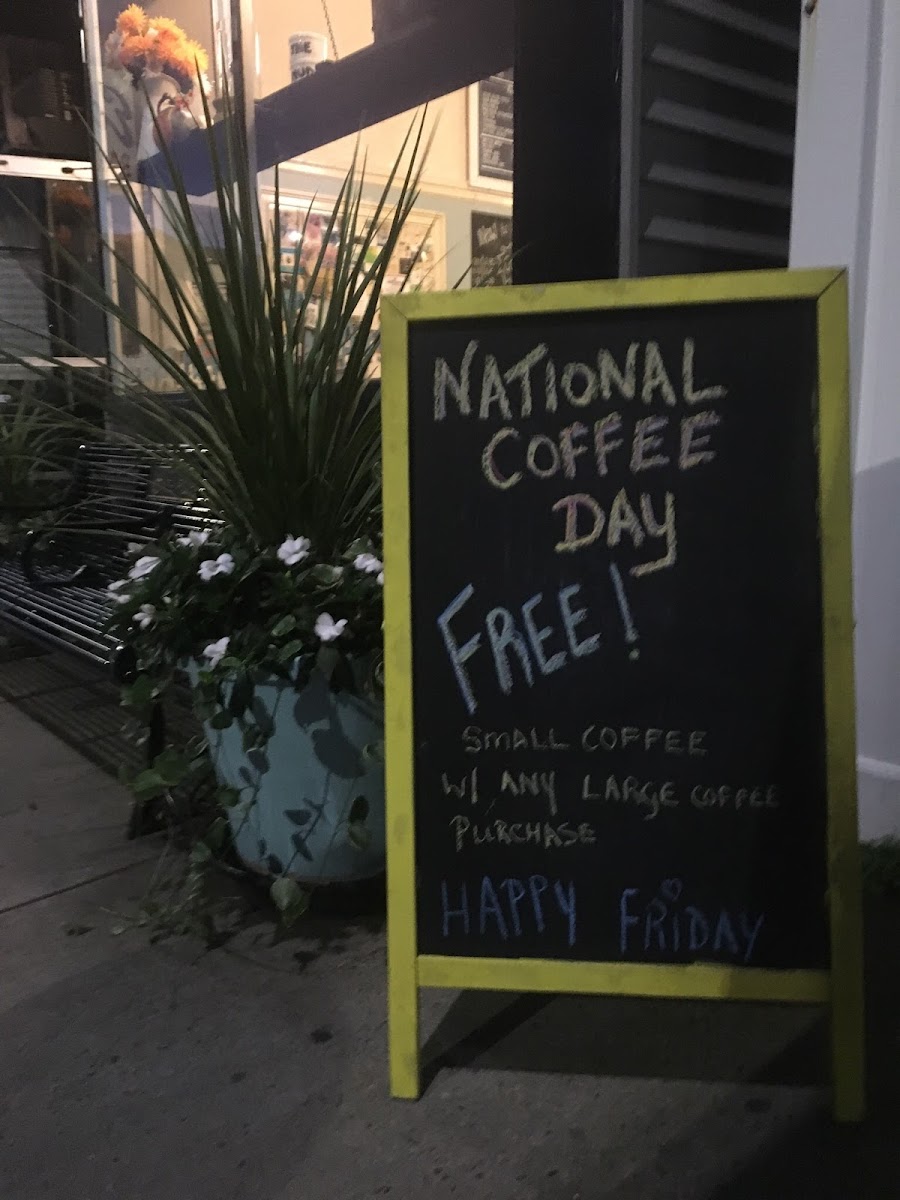 NATIONAL
COFFEE
DAY
FREE!
SMALL COFFEE
W/ ANY LARGE COFFEE
PURCHASE
HAPPY FRiDAY